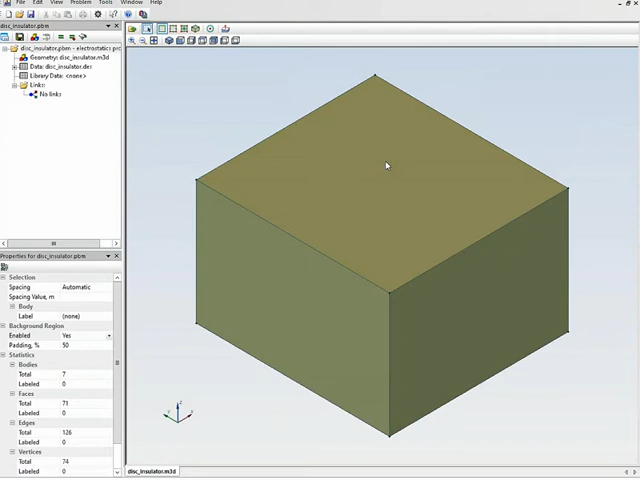 File Edit View Problem Tools Window Help
disc_insulator.pbm
disc_insulator.pbm - electrostatics pro
Geometry: disc_insulator.m3d
Data: disc_insulator.des
Library Data: <none>
Links:
No links
Properties for disc_insulator.pbm
Selection
Spacing Automatic
Spacing Value, m
Body
Label (none)
Background Region
Enabled Yes
Padding, % 50
Statistics
Bodies
Total 7
Labeled 0
Faces
Total 71
Labeled 0
Edges
Total 126
Labeled 0
Vertices
Total 74
Labeled 0
z
disc_insulator.m3d